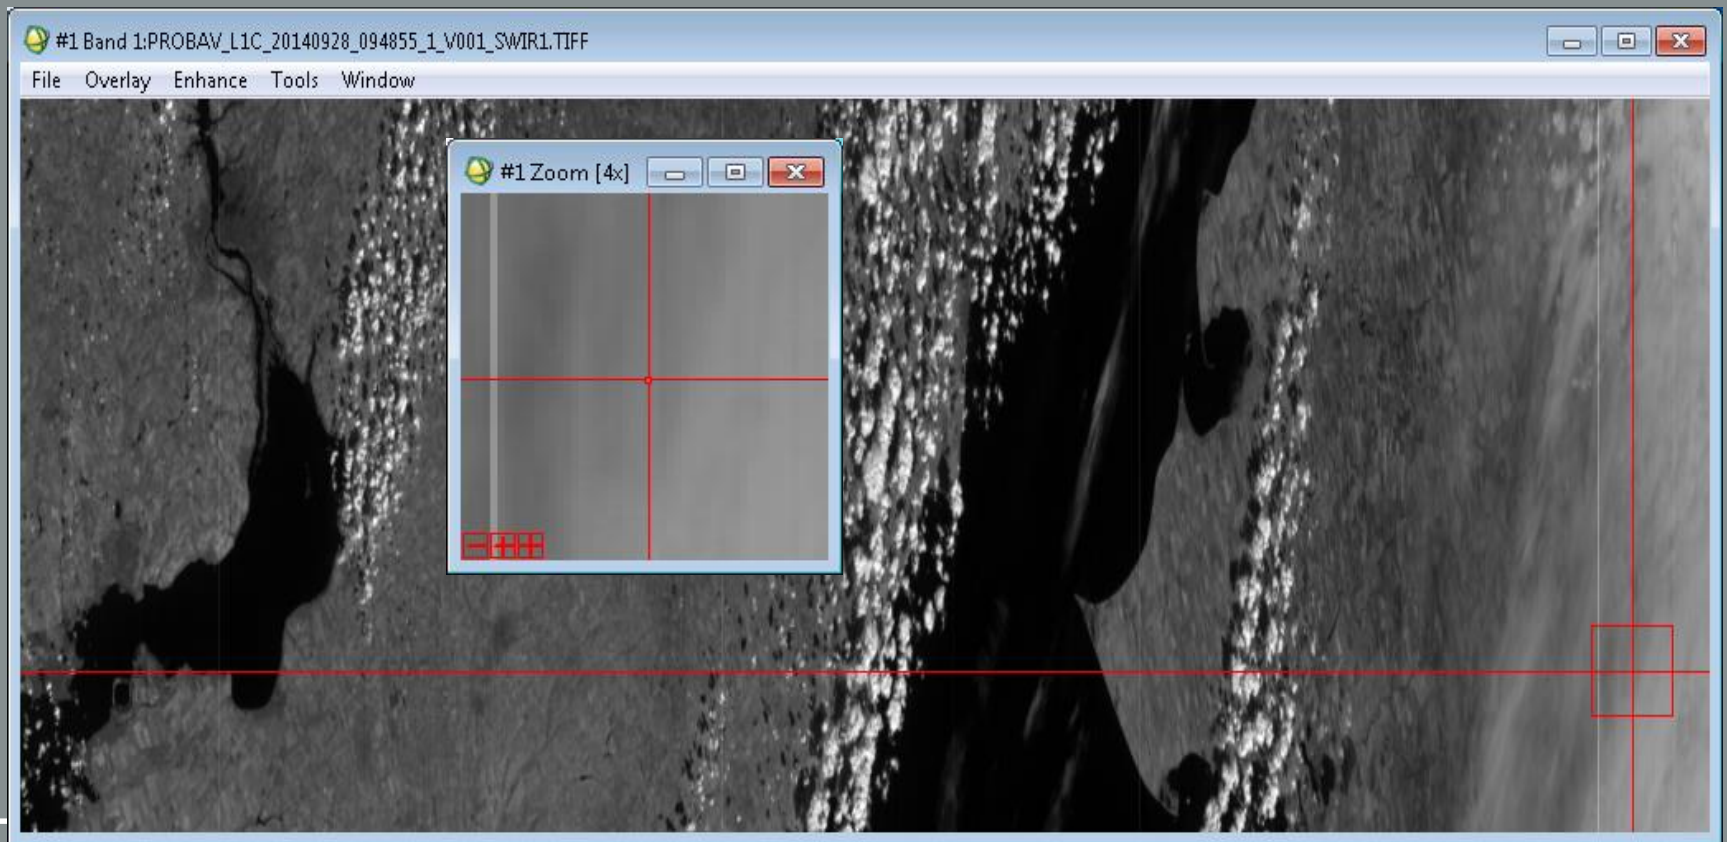 #1 Band 1:PROBAV_L1C_20140928_094855_1_V001_SWIR1.TIFF
File Overlay Enhance Tools Window
#1 Zoom [4x]